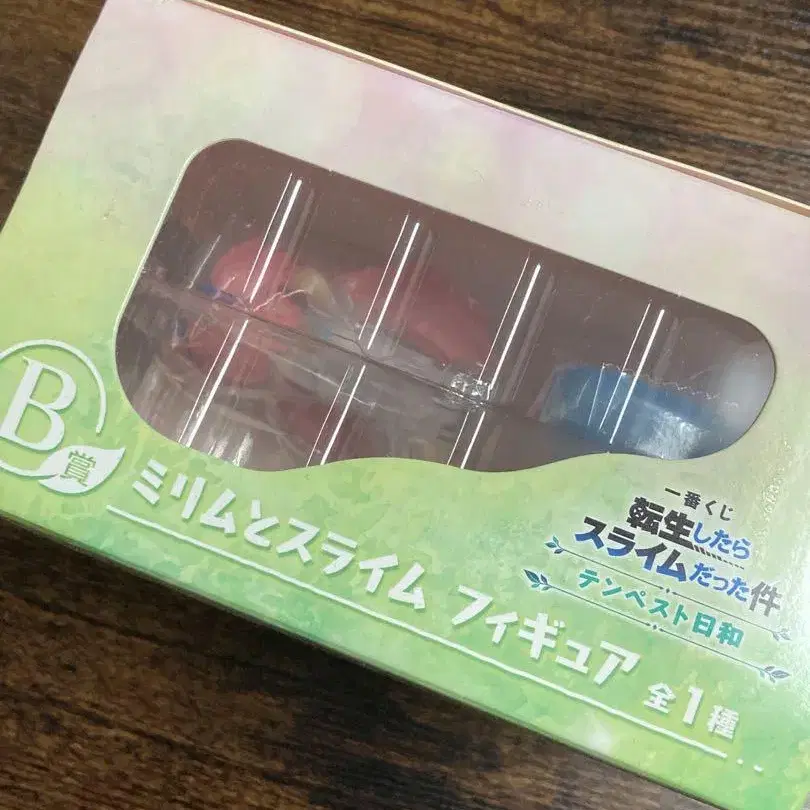 B賞
ミリムとスライム フィギュア 全1種
一番くじ
転生したら
スライムだった件
テンペスト日和